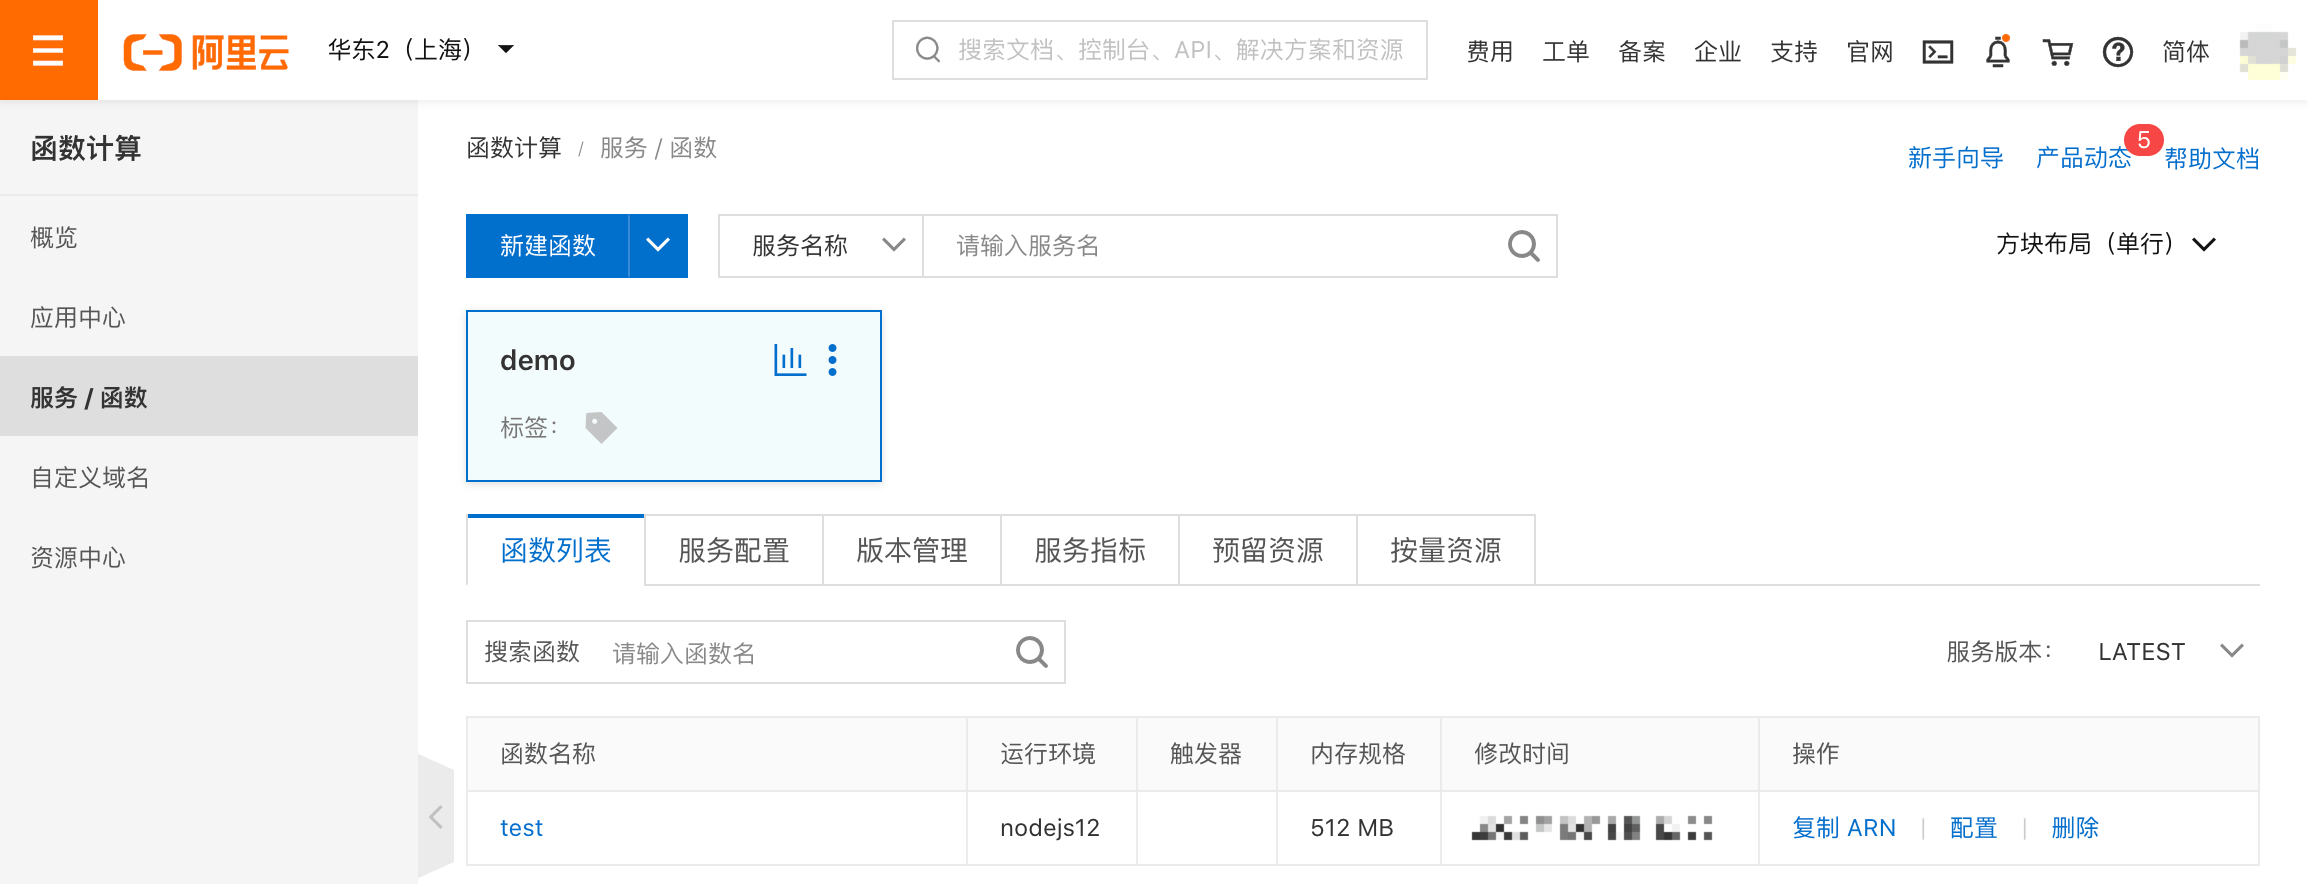 阿里云 华东2（上海） 搜索文档、控制台、API、解决方案和资源 费用 工单 备案 企业 支持 官网 简体
函数计算
概览
应用中心
服务 / 函数
自定义域名
资源中心
函数计算 / 服务 / 函数
新手向导 产品动态 5 帮助文档
新建函数 服务名称 请输入服务名 方块布局（单行）
demo
标签：
函数列表 服务配置 版本管理 服务指标 预留资源 按量资源
搜索函数 请输入函数名 服务版本： LATEST
函数名称 运行环境 触发器 内存规格 修改时间 操作
test nodejs12 512 MB 复制 ARN | 配置 | 删除